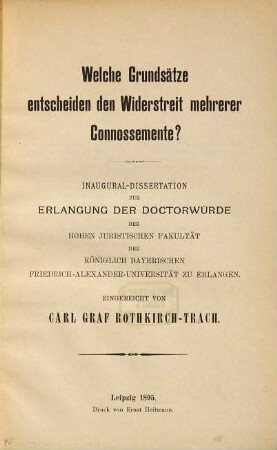 Welche Grundsätze
entscheiden den Widerstreit mehrerer
Connossemente?
INAUGURAL-DISSERTATION
ZUR
ERLANGUNG DER DOCTORWÜRDE
DER
HOHEN JURISTISCHEN FAKULTÄT
DER
KÖNIGLICH BAYERISCHEN
FRIEDRICH-ALEXANDER-UNIVERSITÄT ZU ERLANGEN.
EINGEREICHT VON
CARL GRAF ROTHKIRCH-TRACH.
Leipzig 1895.
Druck von Ernst Heitmann.